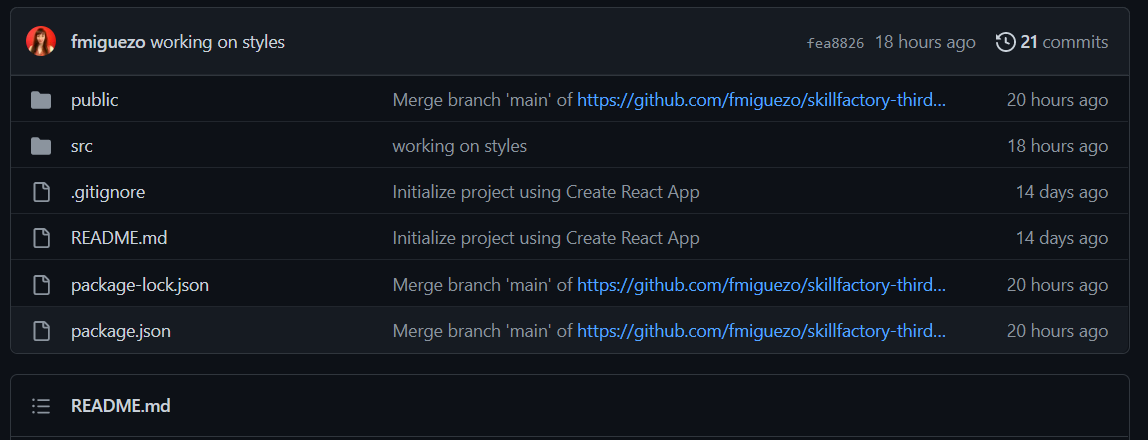 fmiguezo working on styles fea8826 18 hours ago 21 commits
public Merge branch 'main' of https://github.com/fmiguezo/skillfactory-third... 20 hours ago
src working on styles 18 hours ago
.gitignore Initialize project using Create React App 14 days ago
README.md Initialize project using Create React App 14 days ago
package-lock.json Merge branch 'main' of https://github.com/fmiguezo/skillfactory-third... 20 hours ago
package.json Merge branch 'main' of https://github.com/fmiguezo/skillfactory-third... 20 hours ago
README.md